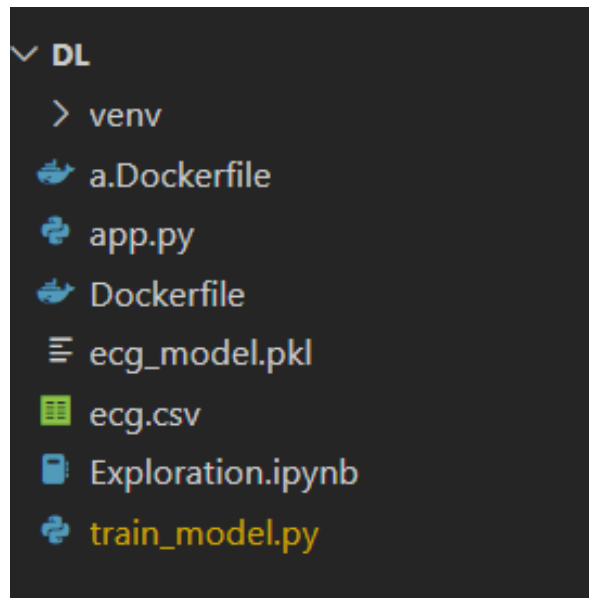 DL
venv
a.Dockerfile
app.py
Dockerfile
ecg_model.pkl
ecg.csv
Exploration.ipynb
train_model.py